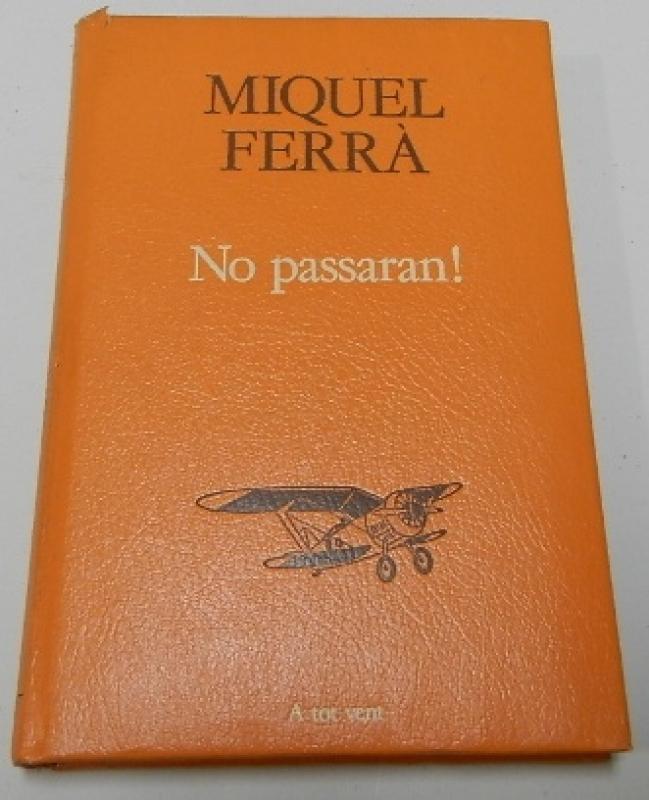 MIQUEL
FERRÀ
No passaran!
A tot vent